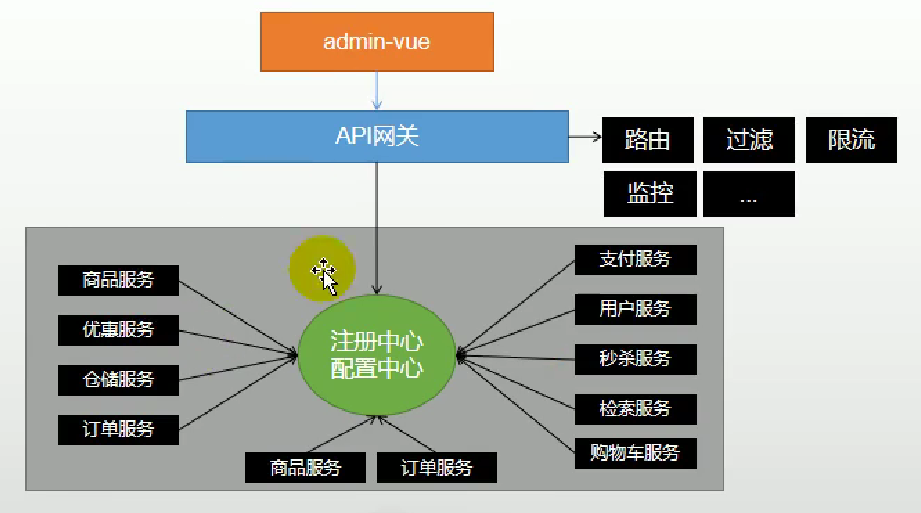 admin-vue
API网关
路由
过滤
限流
监控
...
商品服务
优惠服务
仓储服务
订单服务
注册中心
配置中心
支付服务
用户服务
秒杀服务
检索服务
购物车服务
商品服务
订单服务